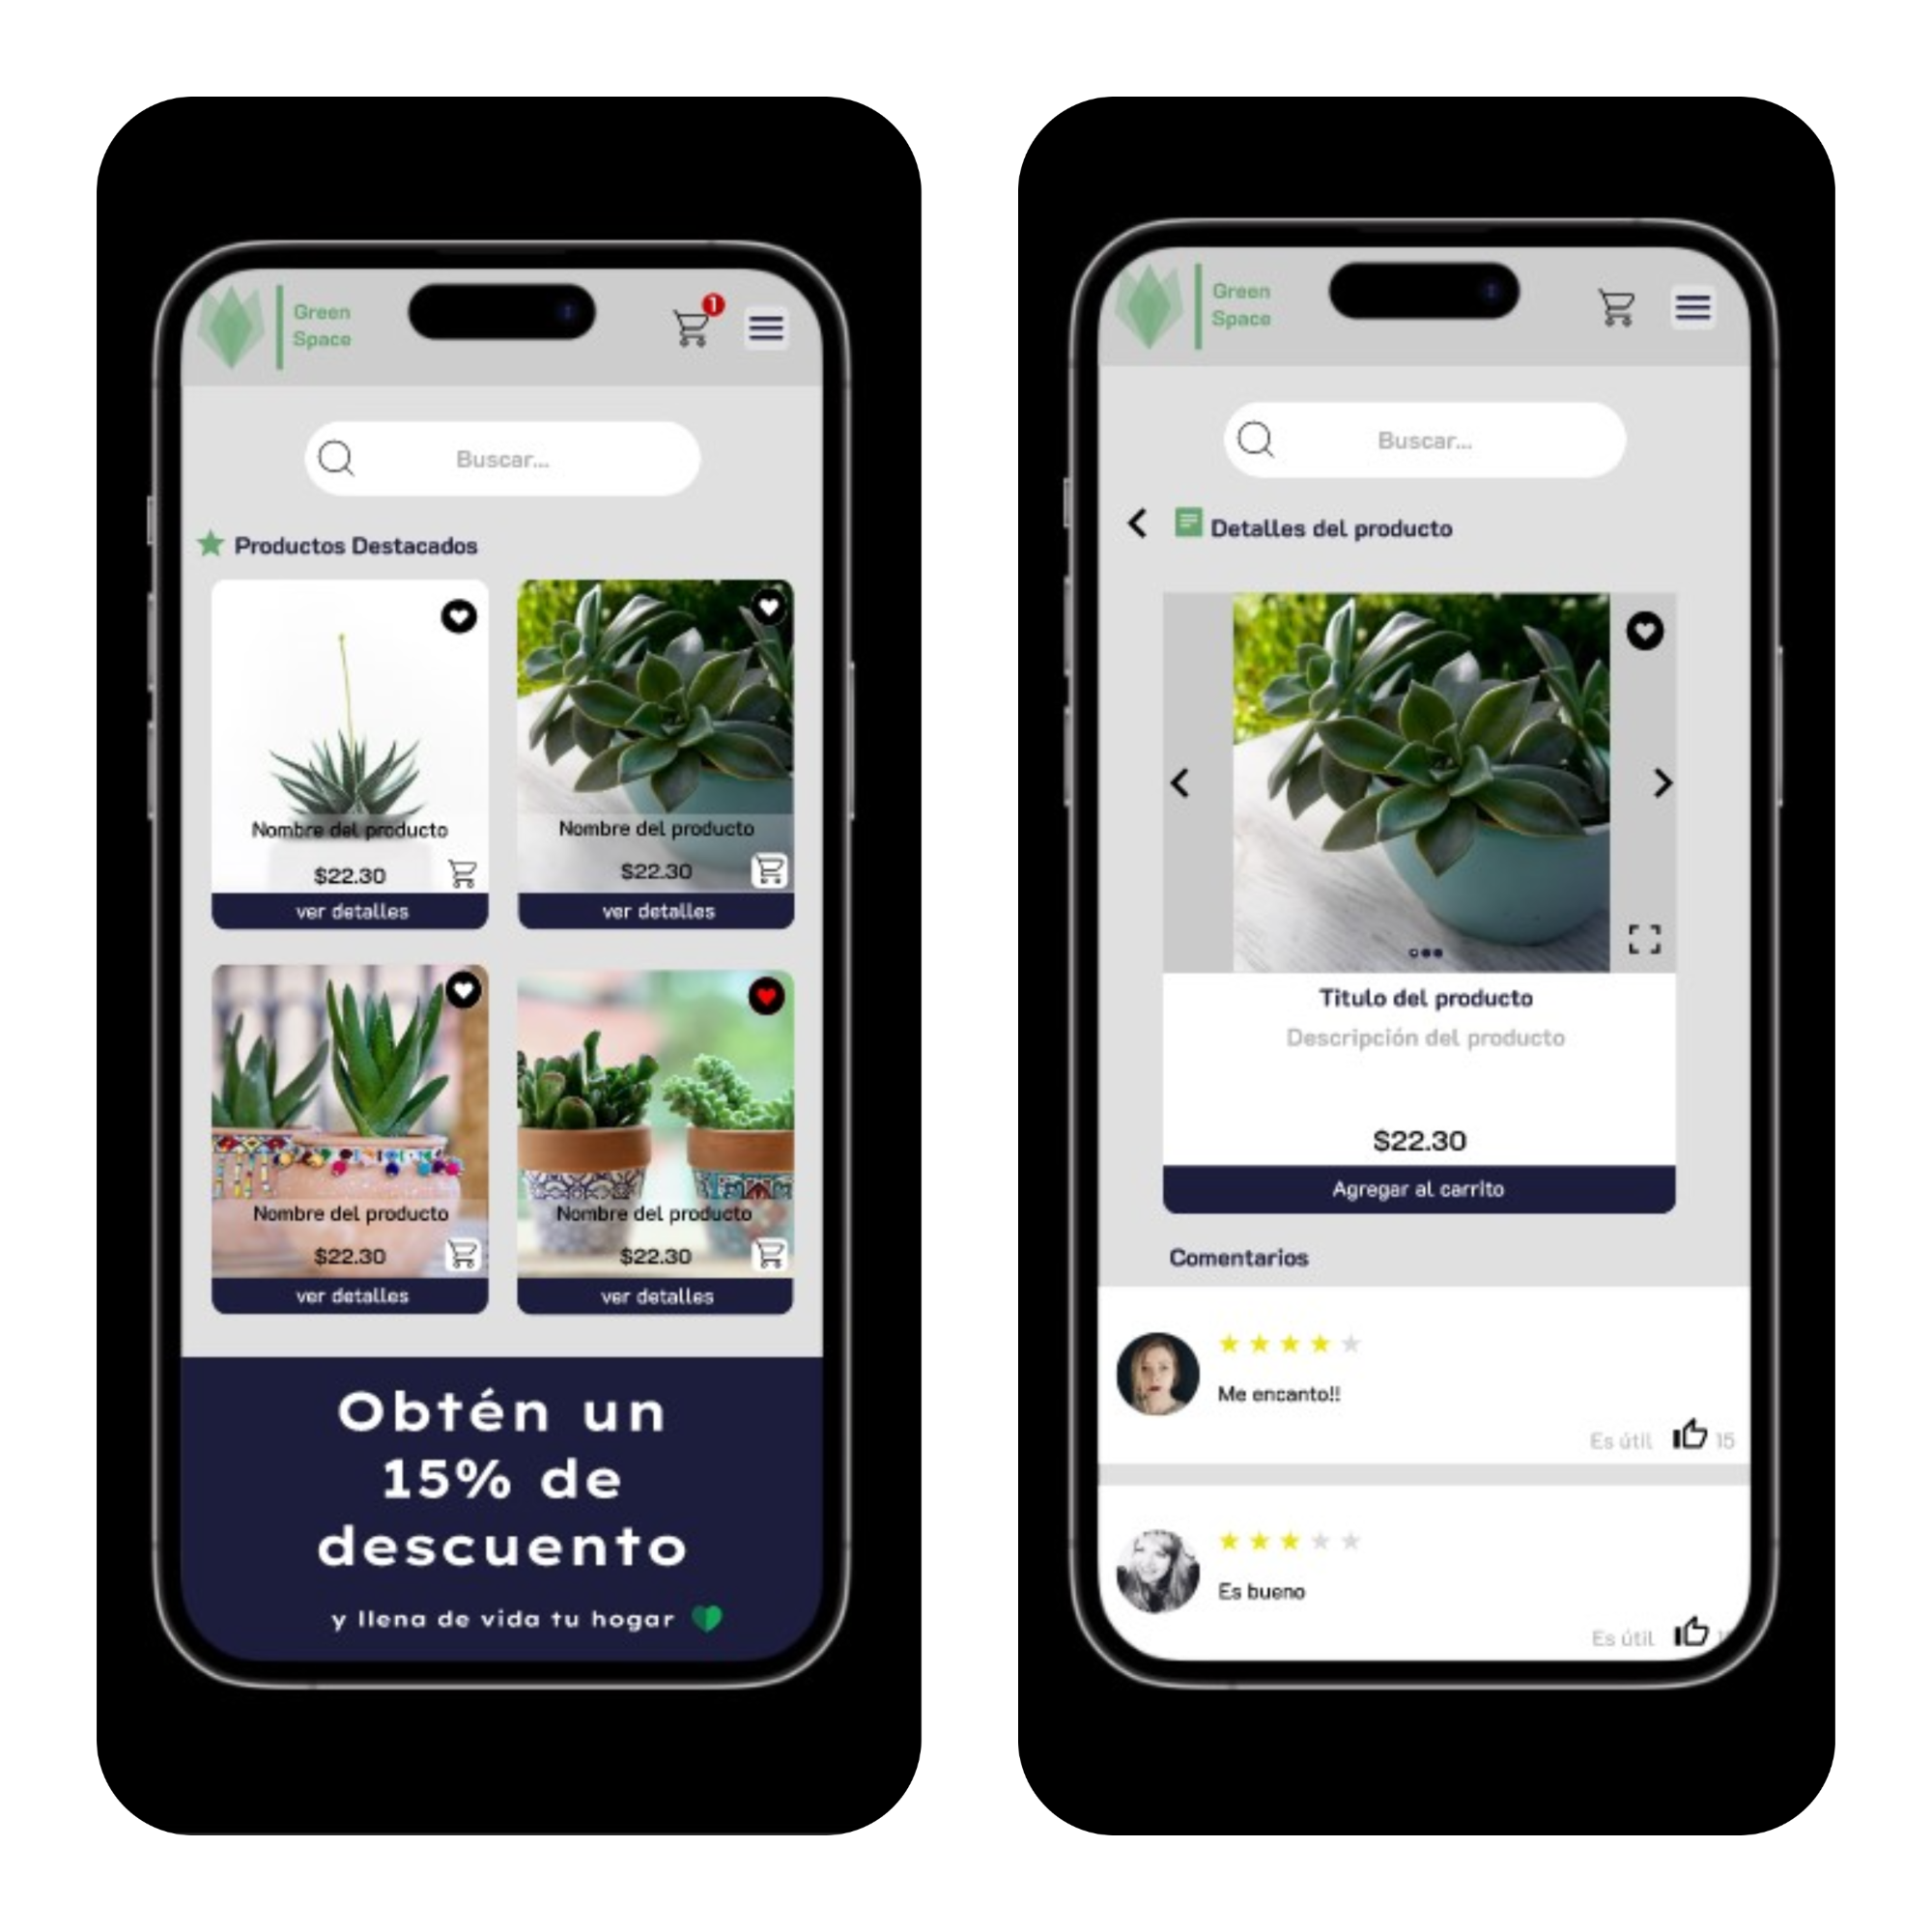 Green
Space
1
Buscar...
Productos Destacados
Nombre del producto
$22.30
ver detalles
Nombre del producto
$22.30
ver detalles
Nombre del producto
$22.30
ver detalles
Nombre del producto
$22.30
ver detalles
Obtén un
15% de
descuento
y llena de vida tu hogar
Green
Space
Buscar...
Detalles del producto
Titulo del producto
Descripción del producto
$22.30
Agregar al carrito
Comentarios
Me encanto!!
Es útil 15
Es bueno
Es útil